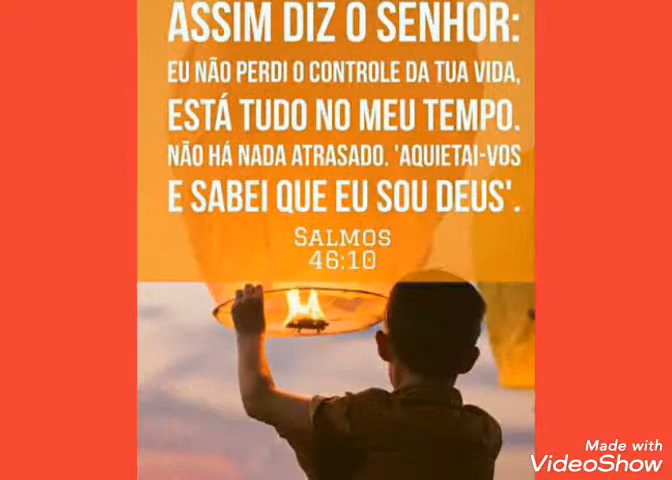 ASSIM DIZ O SENHOR:
EU NÃO PERDI O CONTROLE DA TUA VIDA,
ESTÁ TUDO NO MEU TEMPO.
NÃO HÁ NADA ATRASADO. 'AQUIETAI-VOS
E SABEI QUE EU SOU DEUS'.
SALMOS
46:10
Made with
VideoShow